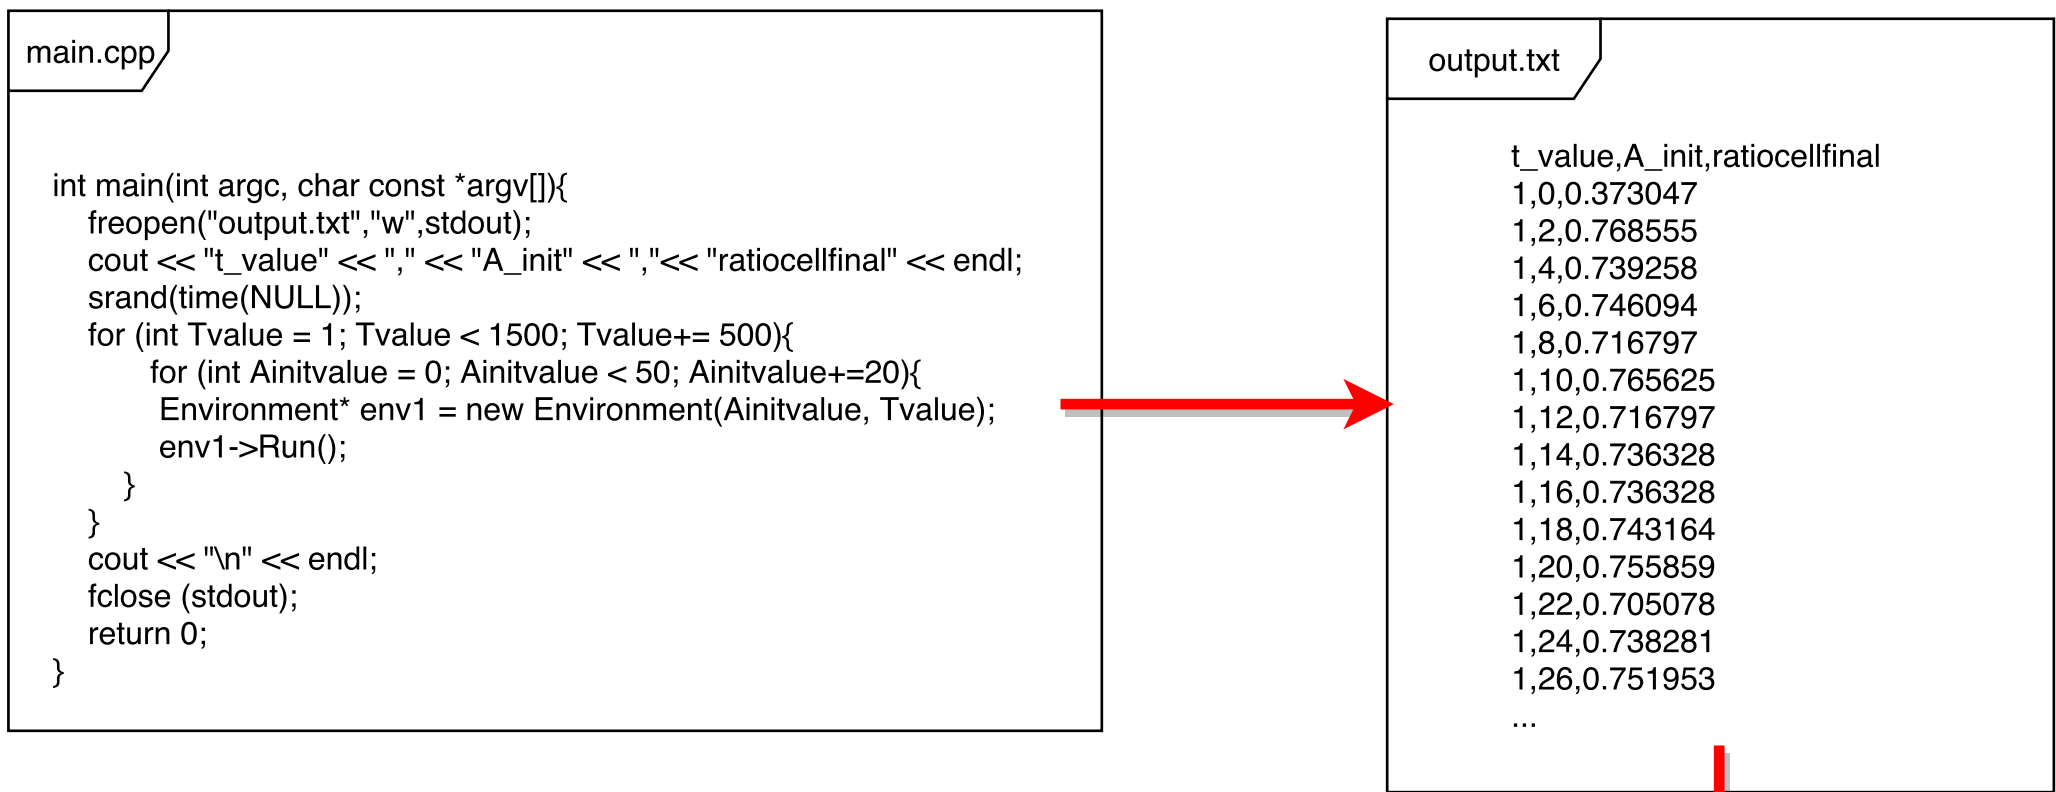 main.cpp
int main(int argc, char const *argv[]){
freopen("output.txt","w",stdout);
cout << "t_value" << "," << "A_init" << ","<< "ratiocellfinal" << endl;
srand(time(NULL));
for (int Tvalue = 1; Tvalue < 1500; Tvalue+= 500){
for (int Ainitvalue = 0; Ainitvalue < 50; Ainitvalue+=20){
Environment* env1 = new Environment(Ainitvalue, Tvalue);
env1->Run();
}
}
cout << "\n" << endl;
fclose (stdout);
return 0;
}
output.txt
t_value,A_init,ratiocellfinal
1,0,0.373047
1,2,0.768555
1,4,0.739258
1,6,0.746094
1,8,0.716797
1,10,0.765625
1,12,0.716797
1,14,0.736328
1,16,0.736328
1,18,0.743164
1,20,0.755859
1,22,0.705078
1,24,0.738281
1,26,0.751953
...